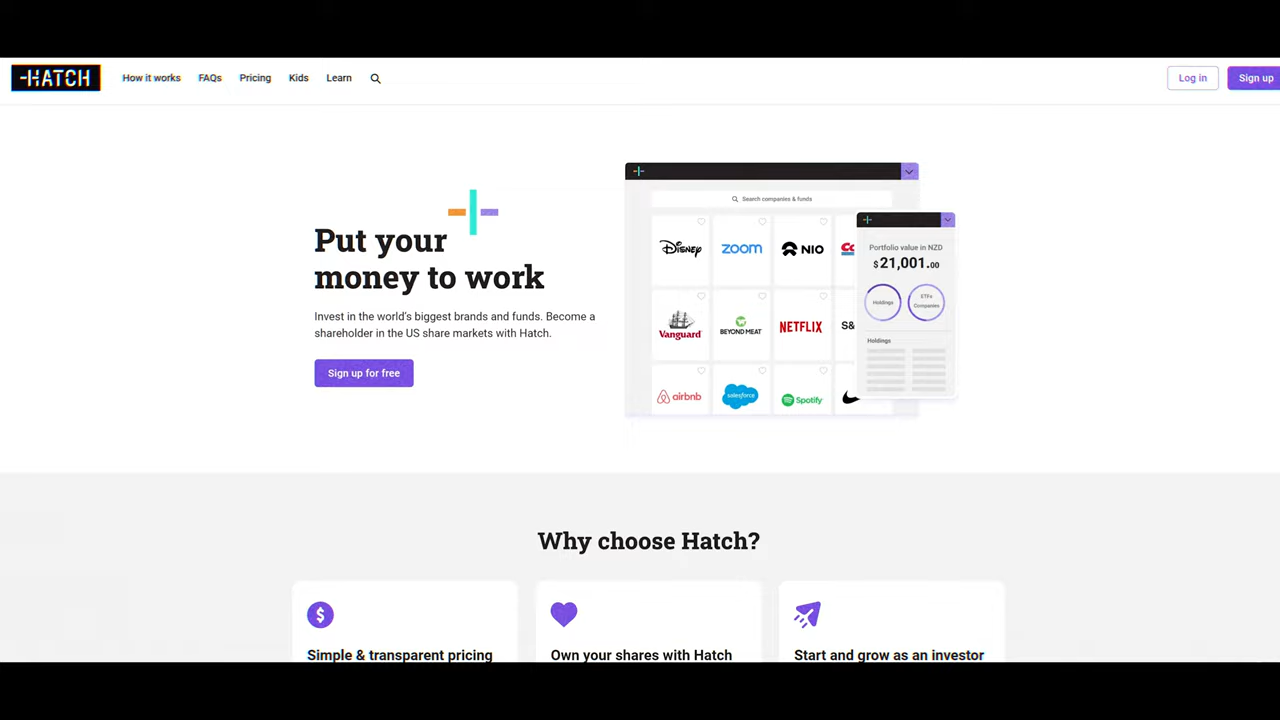 -HATCH
How it works
FAQs
Pricing
Kids
Learn
Log in
Sign up
Put your
money to work
Invest in the world's biggest brands and funds. Become a
shareholder in the US share markets with Hatch.
Sign up for free
Search companies & funds
Disney
zoom
NIO
Vanguard
BEYOND MEAT
NETFLIX
S&
airbnb
salesforce
Spotify
Portfolio value in NZD
$21,001.00
Holdings
ETFs
Companies
Holdings
Why choose Hatch?
Simple & transparent pricing
Own your shares with Hatch
Start and grow as an investor